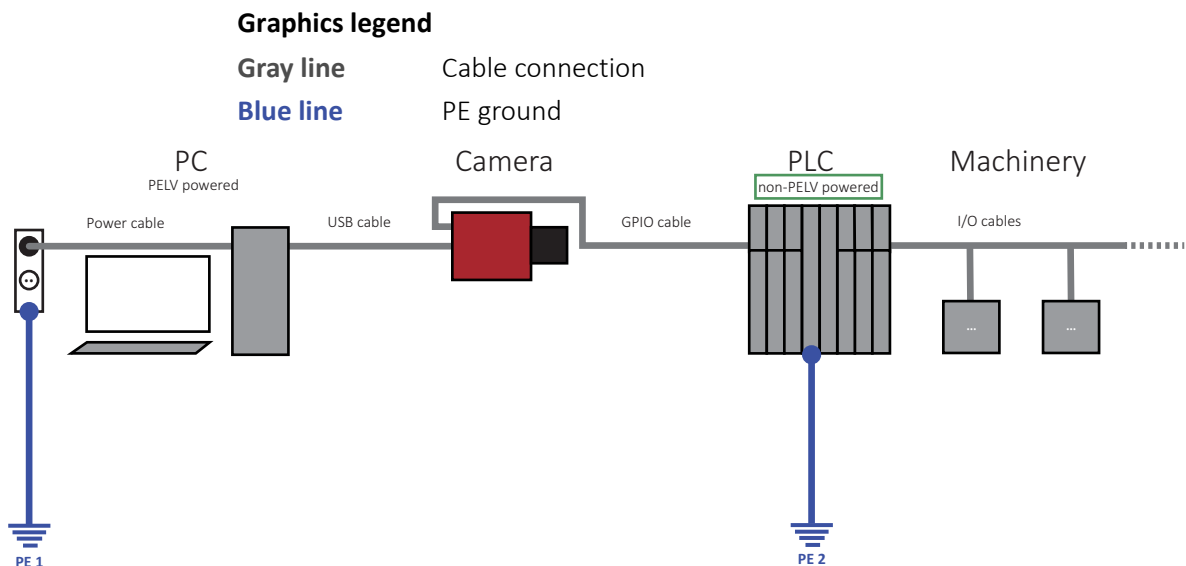 Graphics legend
Gray line Cable connection
Blue line PE ground
PC Camera PLC Machinery
PELV powered non-PELV powered
Power cable USB cable GPIO cable I/O cables
... ...
PE 1 PE 2